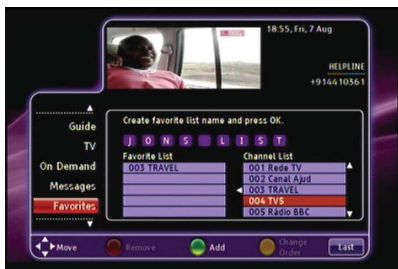 18:55, Fri, 7 Aug
HELPLINE
+914410361
Guide
TV
On Demand
Messages
Favorites
Create favorite list name and press OK.
J O N S L I S T
Favorite List
003 TRAVEL
Channel List
001 Rede TV
002 Canal Ajud
003 TRAVEL
004 TVS
005 Rádio BBC
Move
Remove
Add
Change Order
Last